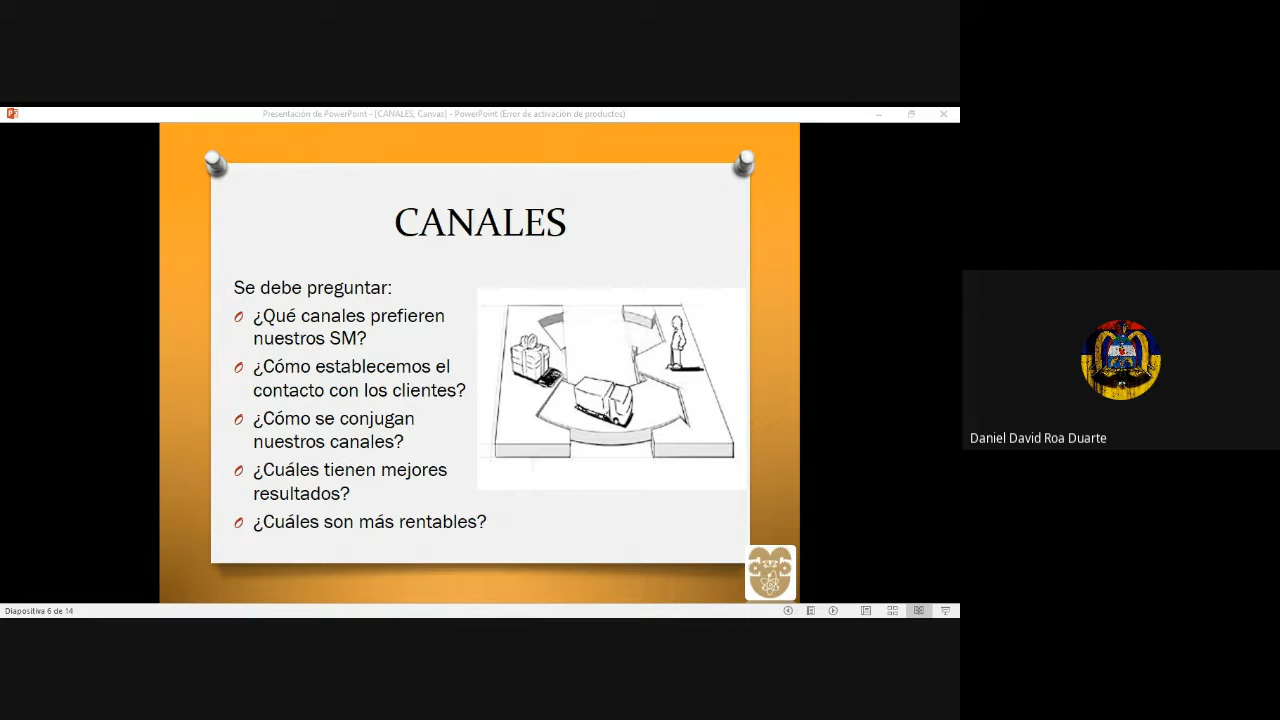 Presentación de PowerPoint - [CANALES, Canvas] - PowerPoint (Error de activación de productos)
CANALES
Se debe preguntar:
¿Qué canales prefieren
nuestros SM?
¿Cómo establecemos el
contacto con los clientes?
¿Cómo se conjugan
nuestros canales?
¿Cuáles tienen mejores
resultados?
¿Cuáles son más rentables?
Diapositiva 6 de 14
Daniel David Roa Duarte